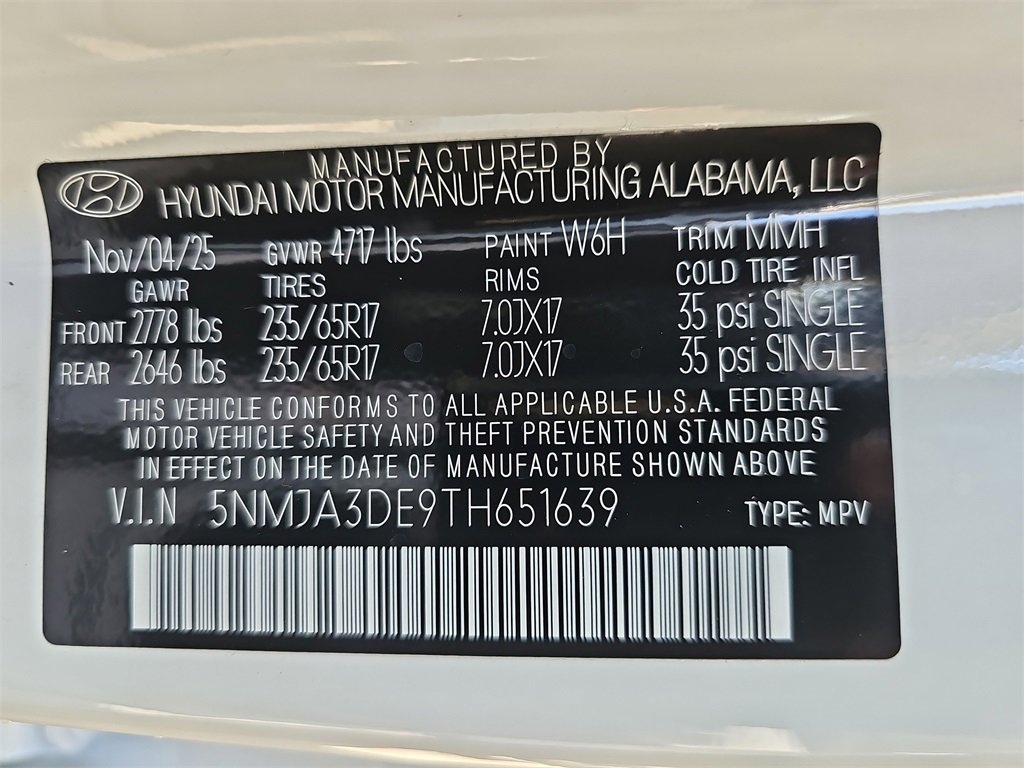 MANUFACTURED BY
HYUNDAI MOTOR MANUFACTURING ALABAMA, LLC
Nov/04/25 GVWR 4717 lbs PAINT W6H TRIM MMH
GAWR TIRES RIMS COLD TIRE INFL
FRONT 2778 lbs 235/65R17 7.0JX17 35 psi SINGLE
REAR 2646 lbs 235/65R17 7.0JX17 35 psi SINGLE
THIS VEHICLE CONFORMS TO ALL APPLICABLE U.S.A. FEDERAL
MOTOR VEHICLE SAFETY AND THEFT PREVENTION STANDARDS
IN EFFECT ON THE DATE OF MANUFACTURE SHOWN ABOVE
V.I.N 5NMJA3DE9TH651639 TYPE: MPV